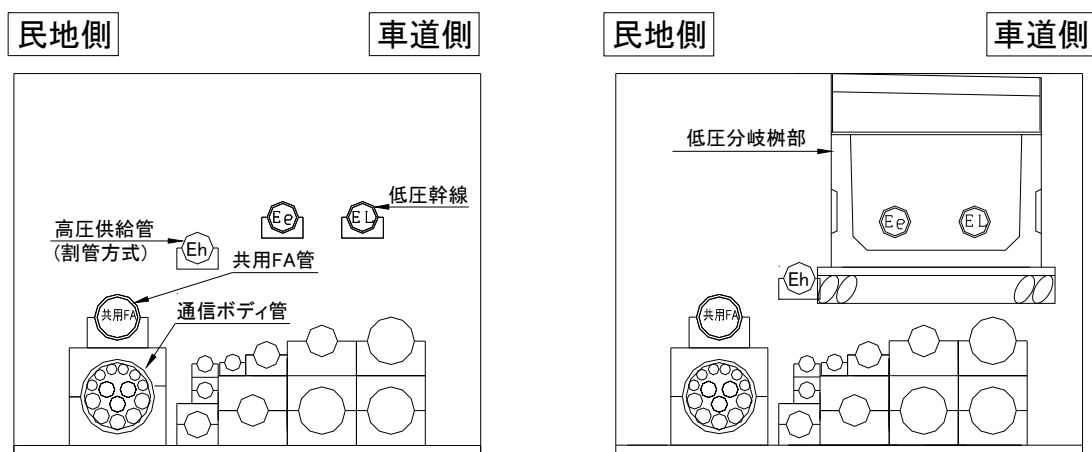 民地側
車道側
低圧幹線
Ee
EL
高圧供給管
(割管方式)
Eh
共用FA管
共用FA
通信ボディ管
民地側
車道側
低圧分岐桝部
Ee
EL
Eh
共用FA